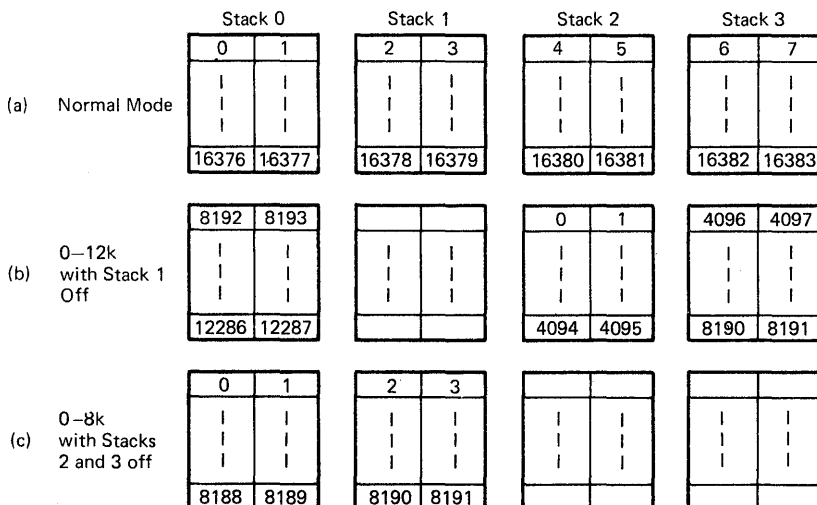 Stack 0 Stack 1 Stack 2 Stack 3
0 1 2 3 4 5 6 7
(a) Normal Mode
16376 16377 16378 16379 16380 16381 16382 16383
8192 8193 0 1 4096 4097
(b) 0–12k
with Stack 1
Off
12286 12287 4094 4095 8190 8191
0 1 2 3
(c) 0–8k
with Stacks
2 and 3 off
8188 8189 8190 8191